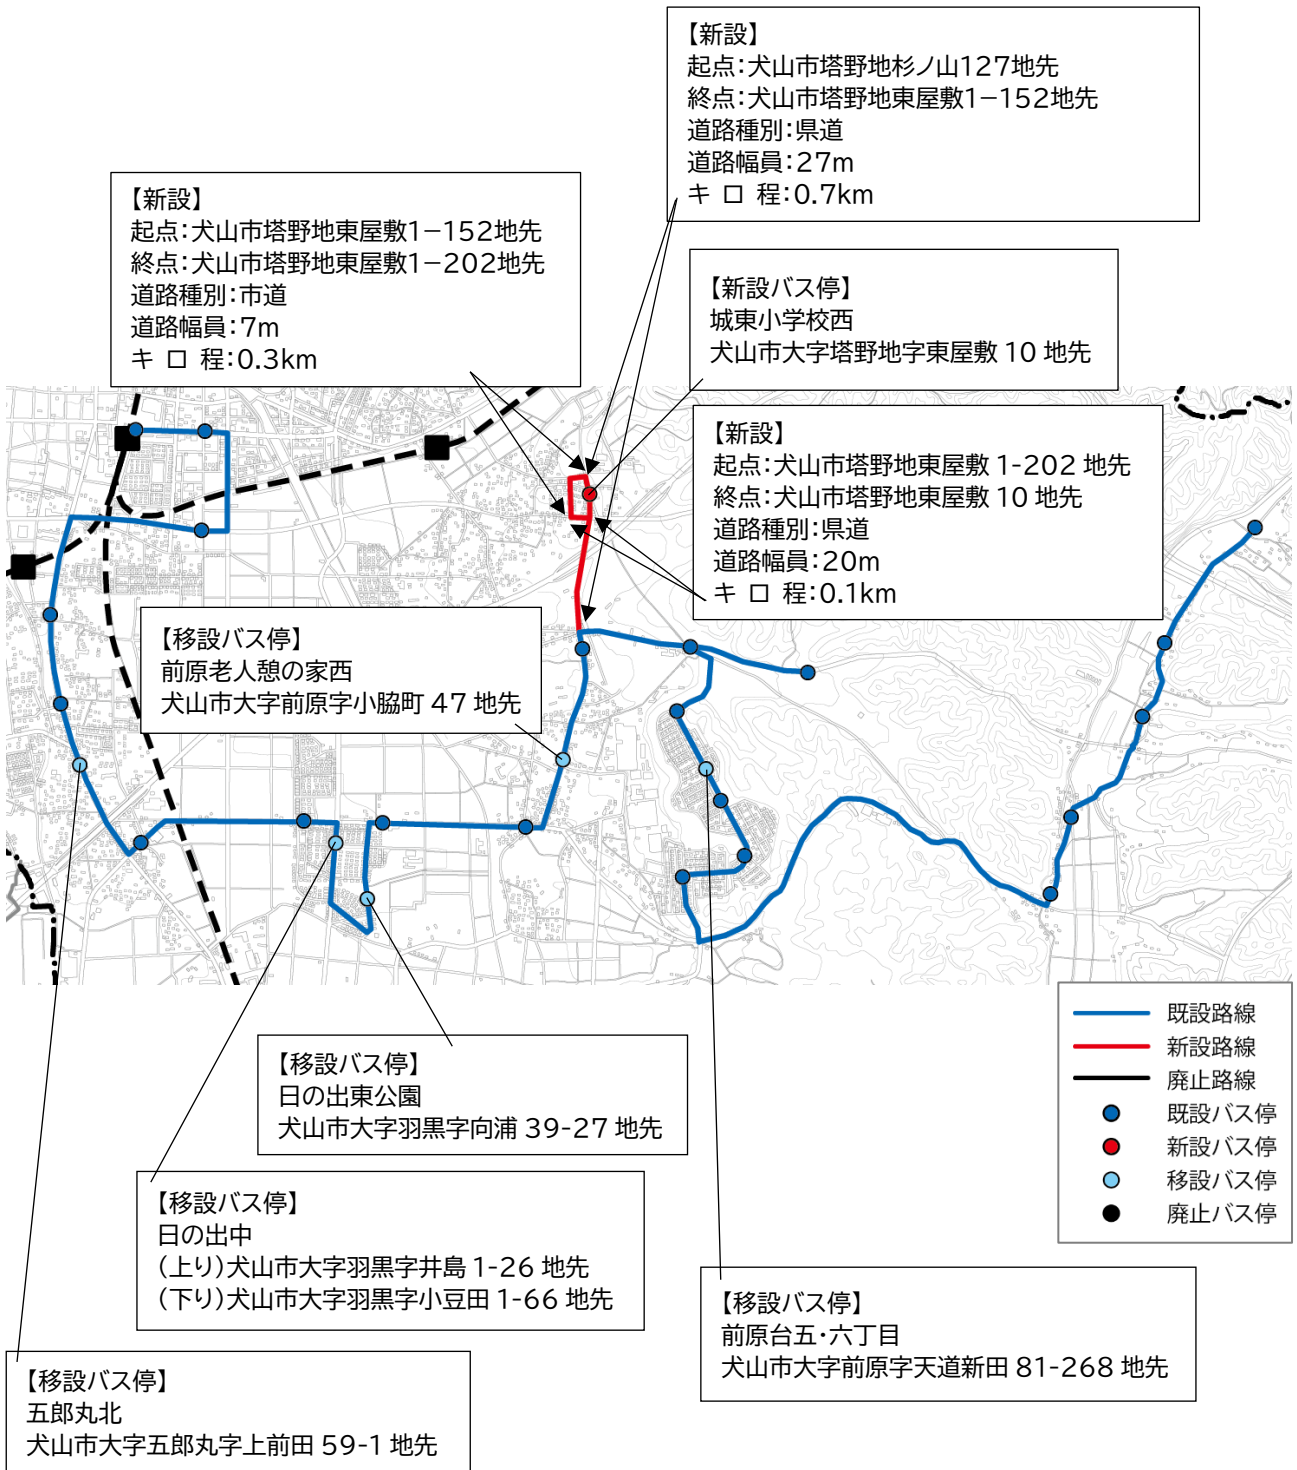 【新設】
起点：犬山市塔野地杉ノ山127地先
終点：犬山市塔野地東屋敷1－152地先
道路種別：県道
道路幅員：27m
キ ロ 程：0.7km
【新設】
起点：犬山市塔野地東屋敷1－152地先
終点：犬山市塔野地東屋敷1－202地先
道路種別：市道
道路幅員：7m
キ ロ 程：0.3km
【新設バス停】
城東小学校西
犬山市大字塔野地字東屋敷 10 地先
【新設】
起点：犬山市塔野地東屋敷 1-202 地先
終点：犬山市塔野地東屋敷 10 地先
道路種別：県道
道路幅員：20m
キ ロ 程：0.1km
【移設バス停】
前原老人憩の家西
犬山市大字前原字小脇町 47 地先
【移設バス停】
日の出東公園
犬山市大字羽黒字向浦 39-27 地先
【移設バス停】
日の出中
（上り）犬山市大字羽黒字井島 1-26 地先
（下り）犬山市大字羽黒字小豆田 1-66 地先
【移設バス停】
五郎丸北
犬山市大字五郎丸字上前田 59-1 地先
【移設バス停】
前原台五・六丁目
犬山市大字前原字天道新田 81-268 地先
既設路線
新設路線
廃止路線
既設バス停
新設バス停
移設バス停
廃止バス停